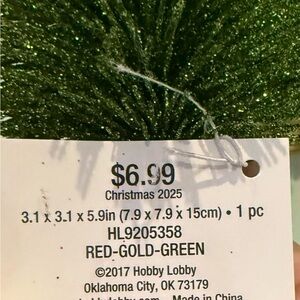 $6.99
Christmas 2025
3.1 x 3.1 x 5.9in (7.9 x 7.9 x 15cm) • 1 pc
HL9205358
RED-GOLD-GREEN
©2017 Hobby Lobby
Oklahoma City, OK 73179
Made in China